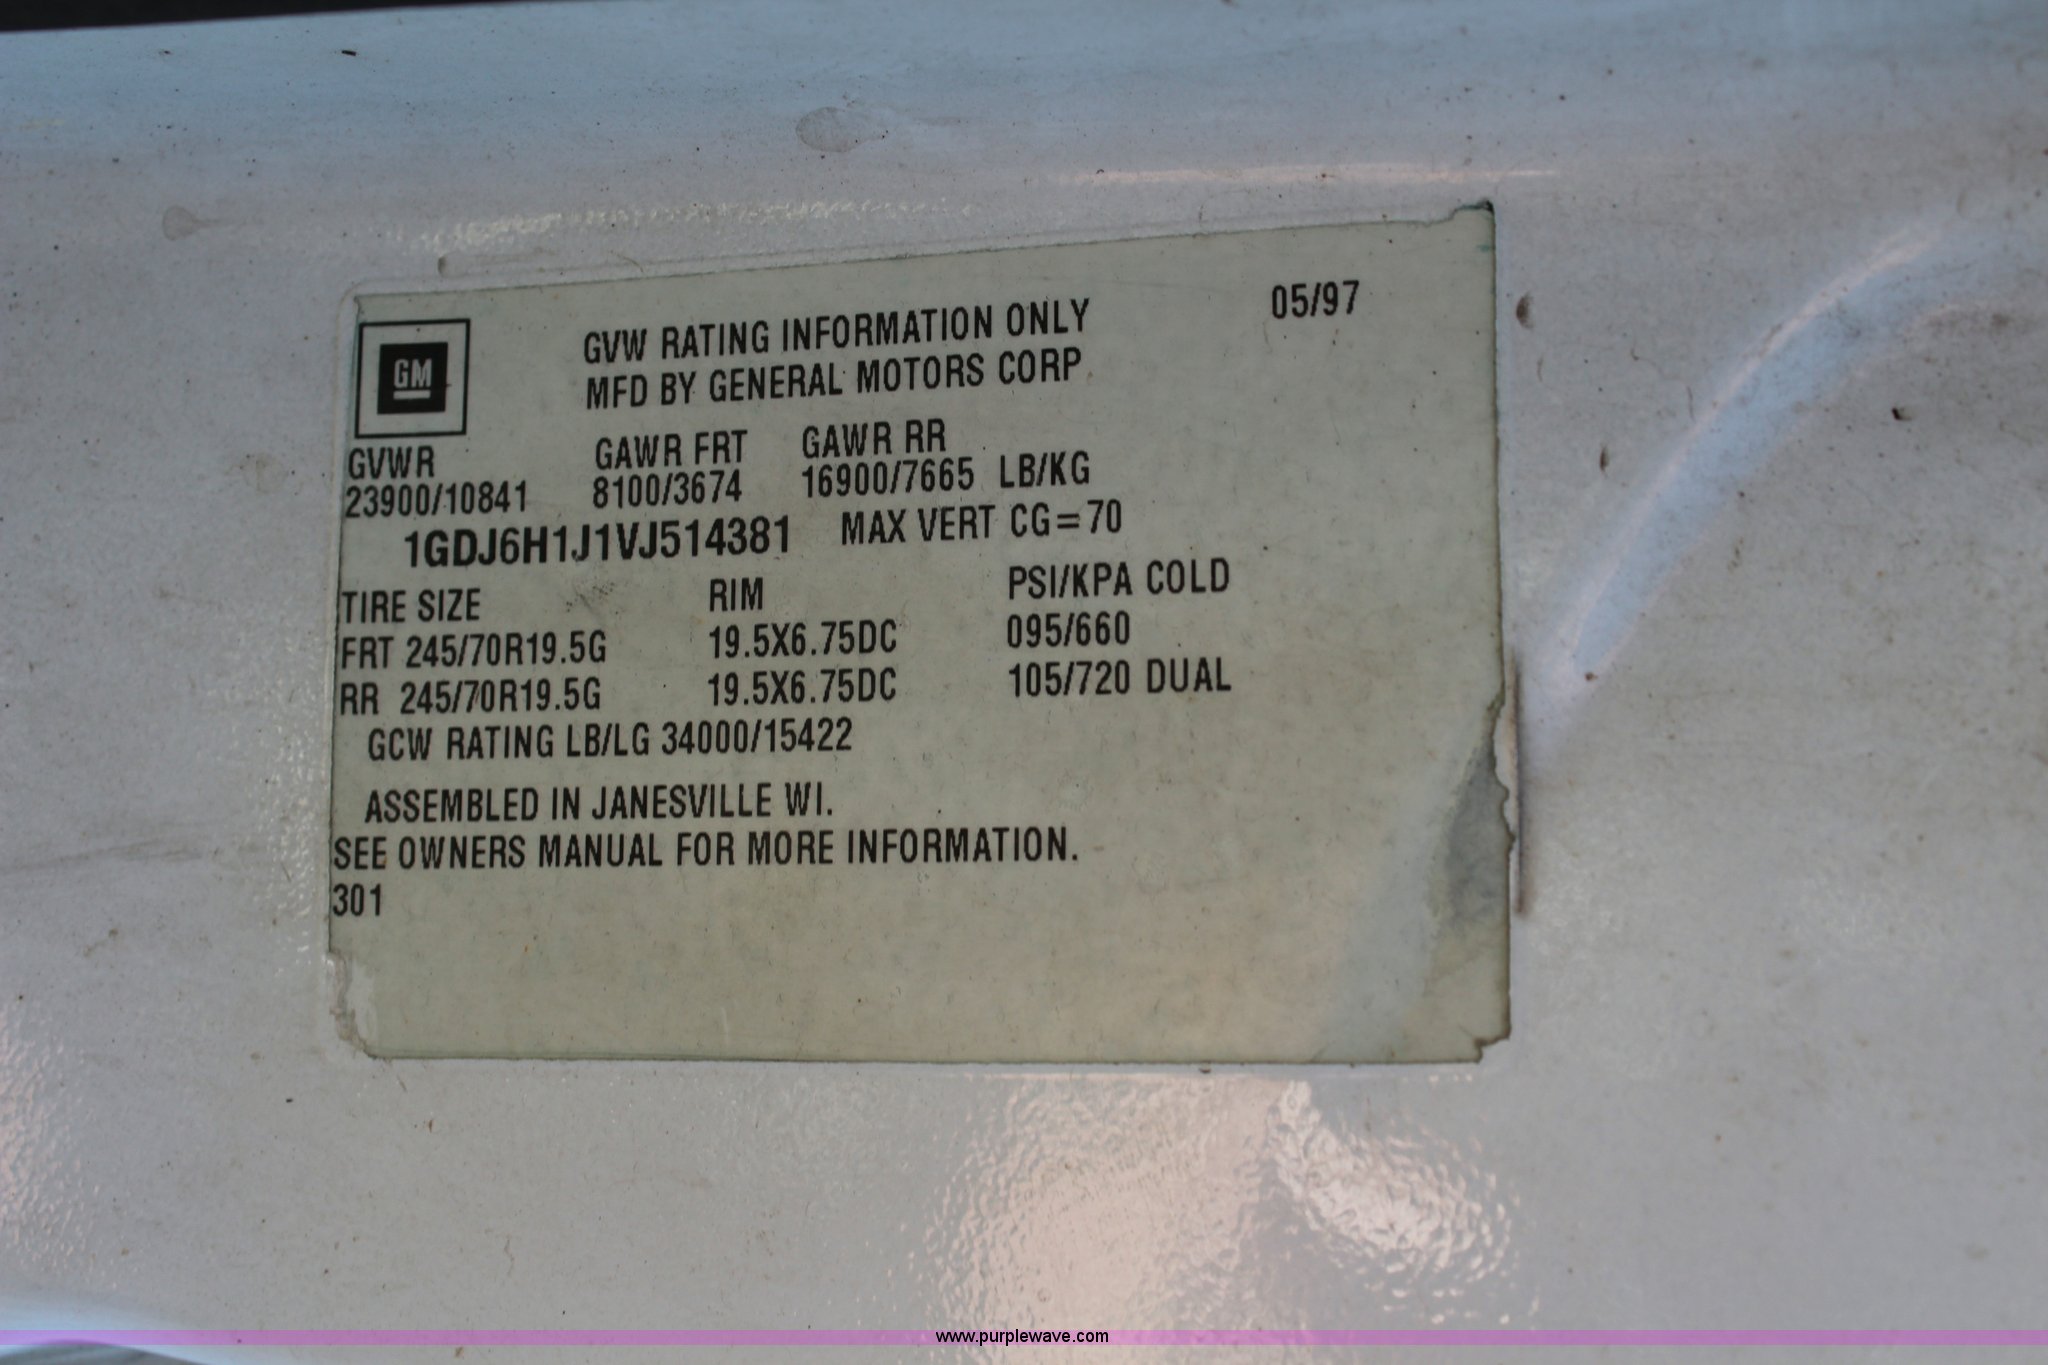 GVW RATING INFORMATION ONLY 05/97
GM
MFD BY GENERAL MOTORS CORP
GVWR GAWR FRT GAWR RR
23900/10841 8100/3674 16900/7665 LB/KG
1GDJ6H1J1VJ514381 MAX VERT CG=70
TIRE SIZE RIM PSI/KPA COLD
FRT 245/70R19.5G 19.5X6.75DC 095/660
RR 245/70R19.5G 19.5X6.75DC 105/720 DUAL
GCW RATING LB/LG 34000/15422
ASSEMBLED IN JANESVILLE WI.
SEE OWNERS MANUAL FOR MORE INFORMATION.
301
www.purplewave.com